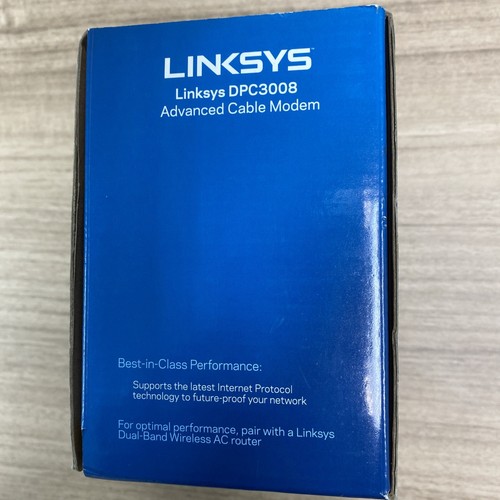 LINKSYS™
Linksys DPC3008
Advanced Cable Modem
Best-in-Class Performance:
Supports the latest Internet Protocol
technology to future-proof your network
For optimal performance, pair with a Linksys
Dual-Band Wireless AC router